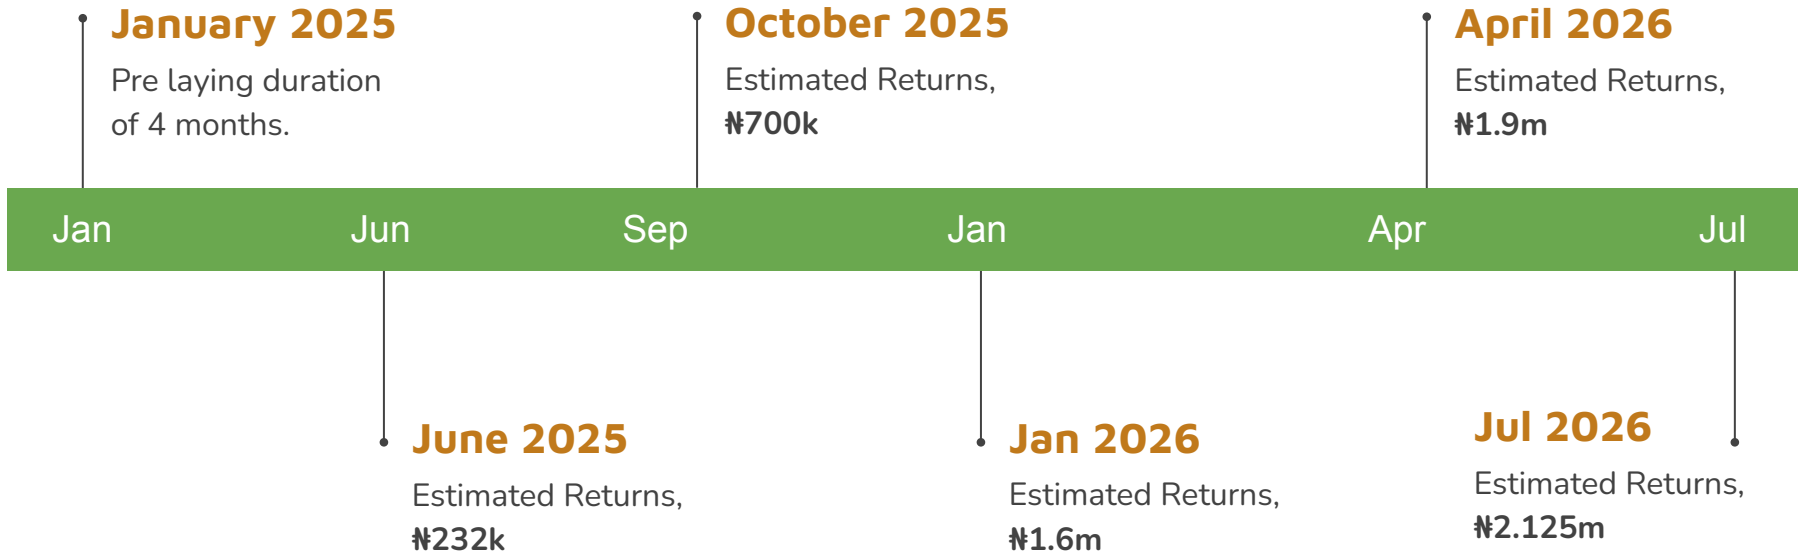 January 2025
Pre laying duration
of 4 months.
October 2025
Estimated Returns,
₦700k
April 2026
Estimated Returns,
₦1.9m
Jan
Jun
Sep
Jan
Apr
Jul
June 2025
Estimated Returns,
₦232k
Jan 2026
Estimated Returns,
₦1.6m
Jul 2026
Estimated Returns,
₦2.125m